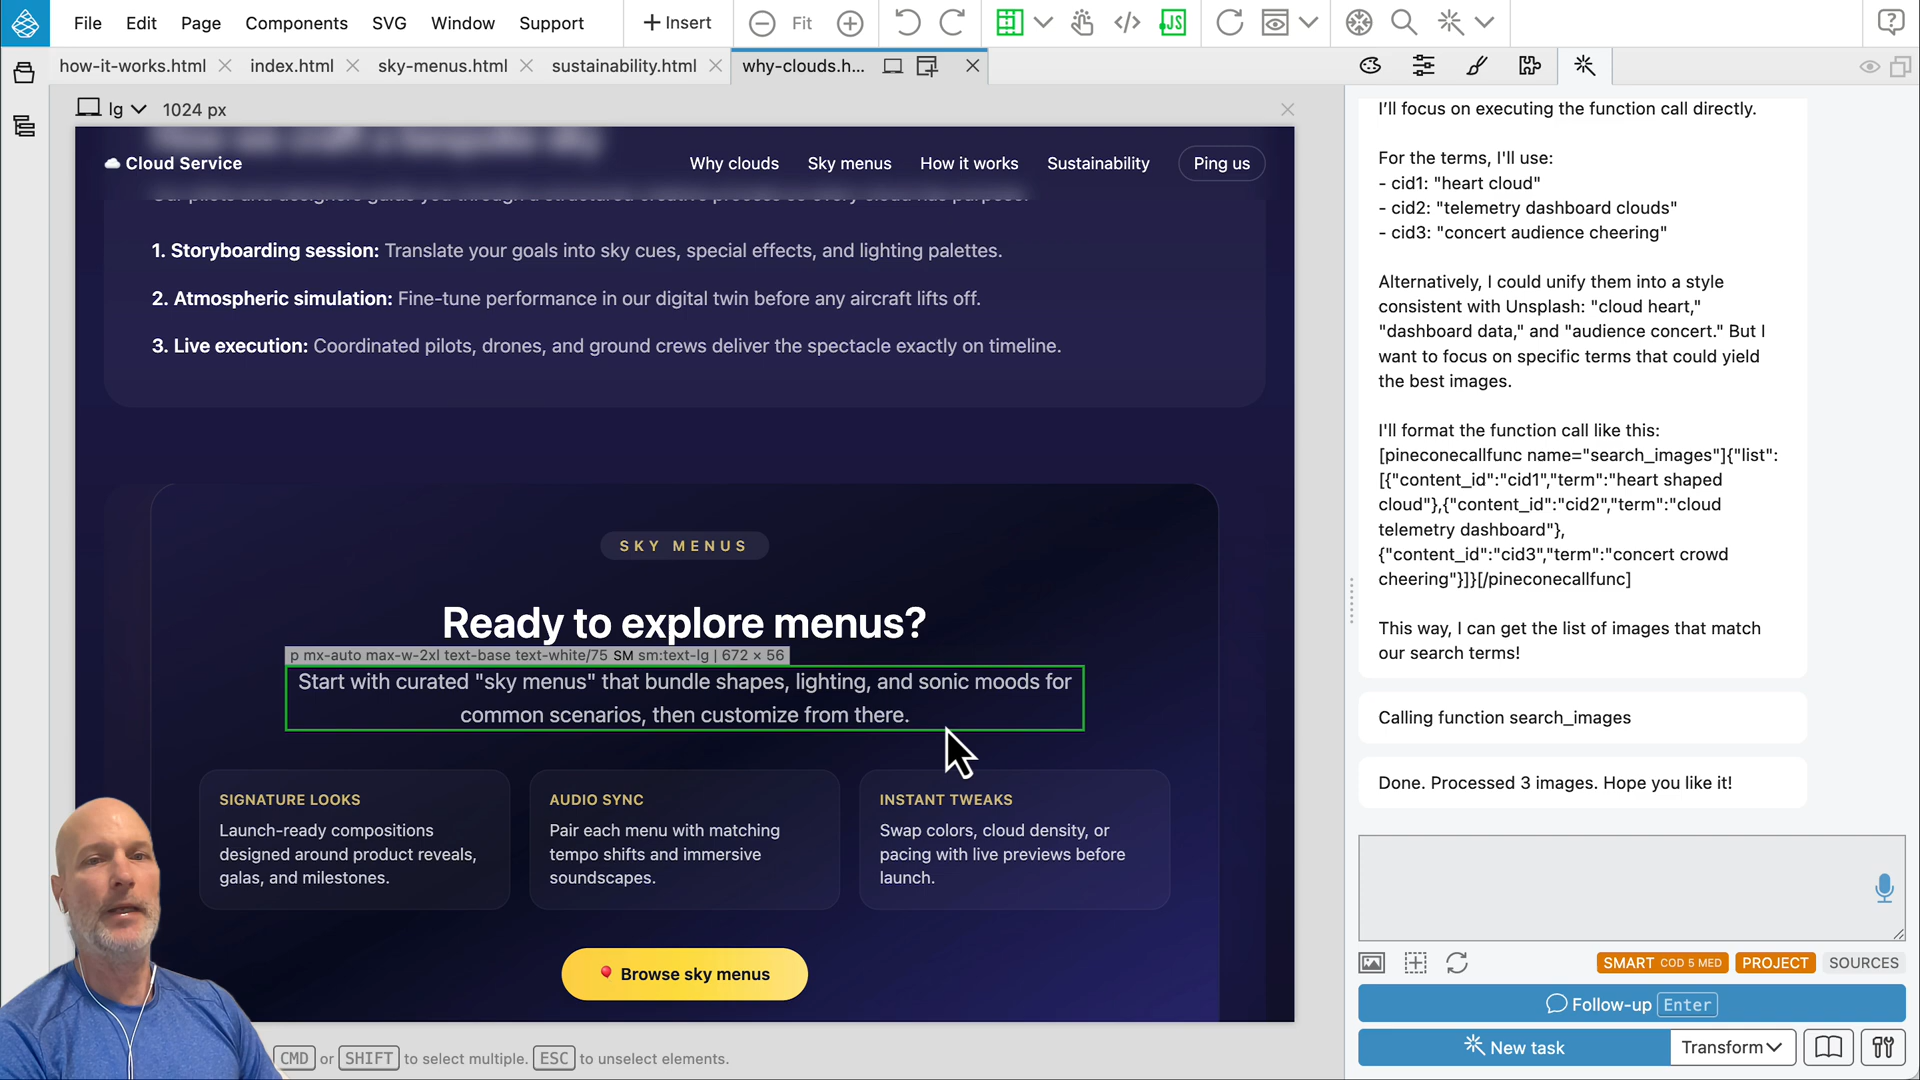 File Edit Page Components SVG Window Support Insert Fit JS
how-it-works.html index.html sky-menus.html sustainability.html why-clouds.h...
lg 1024 px
Cloud Service Why clouds Sky menus How it works Sustainability Ping us
1. Storyboarding session: Translate your goals into sky cues, special effects, and lighting palettes.
2. Atmospheric simulation: Fine-tune performance in our digital twin before any aircraft lifts off.
3. Live execution: Coordinated pilots, drones, and ground crews deliver the spectacle exactly on timeline.
SKY MENUS
Ready to explore menus?
p mx-auto max-w-2xl text-base text-white/75 SM sm:text-lg | 672 × 56
Start with curated "sky menus" that bundle shapes, lighting, and sonic moods for
common scenarios, then customize from there.
SIGNATURE LOOKS
Launch-ready compositions
designed around product reveals,
galas, and milestones.
AUDIO SYNC
Pair each menu with matching
tempo shifts and immersive
soundscapes.
INSTANT TWEAKS
Swap colors, cloud density, or
pacing with live previews before
launch.
Browse sky menus
CMD or SHIFT to select multiple. ESC to unselect elements.
I'll focus on executing the function call directly.
For the terms, I'll use:
- cid1: "heart cloud"
- cid2: "telemetry dashboard clouds"
- cid3: "concert audience cheering"
Alternatively, I could unify them into a style
consistent with Unsplash: "cloud heart,"
"dashboard data," and "audience concert." But I
want to focus on specific terms that could yield
the best images.
I'll format the function call like this:
[pineconecallfunc name="search_images"]{"list":
[{"content_id":"cid1","term":"heart shaped
cloud"},{"content_id":"cid2","term":"cloud
telemetry dashboard"},
{"content_id":"cid3","term":"concert crowd
cheering"}]}[/pineconecallfunc]
This way, I can get the list of images that match
our search terms!
Calling function search_images
Done. Processed 3 images. Hope you like it!
SMART COD 5 MED PROJECT SOURCES
Follow-up Enter
New task Transform